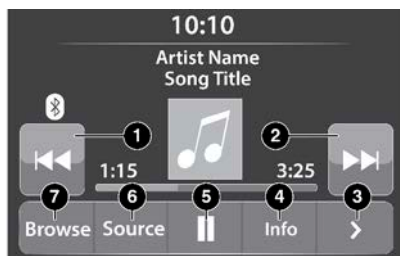 10:10
Artist Name
Song Title
1
2
1:15
3:25
7
6
5
4
3
Browse
Source
Info